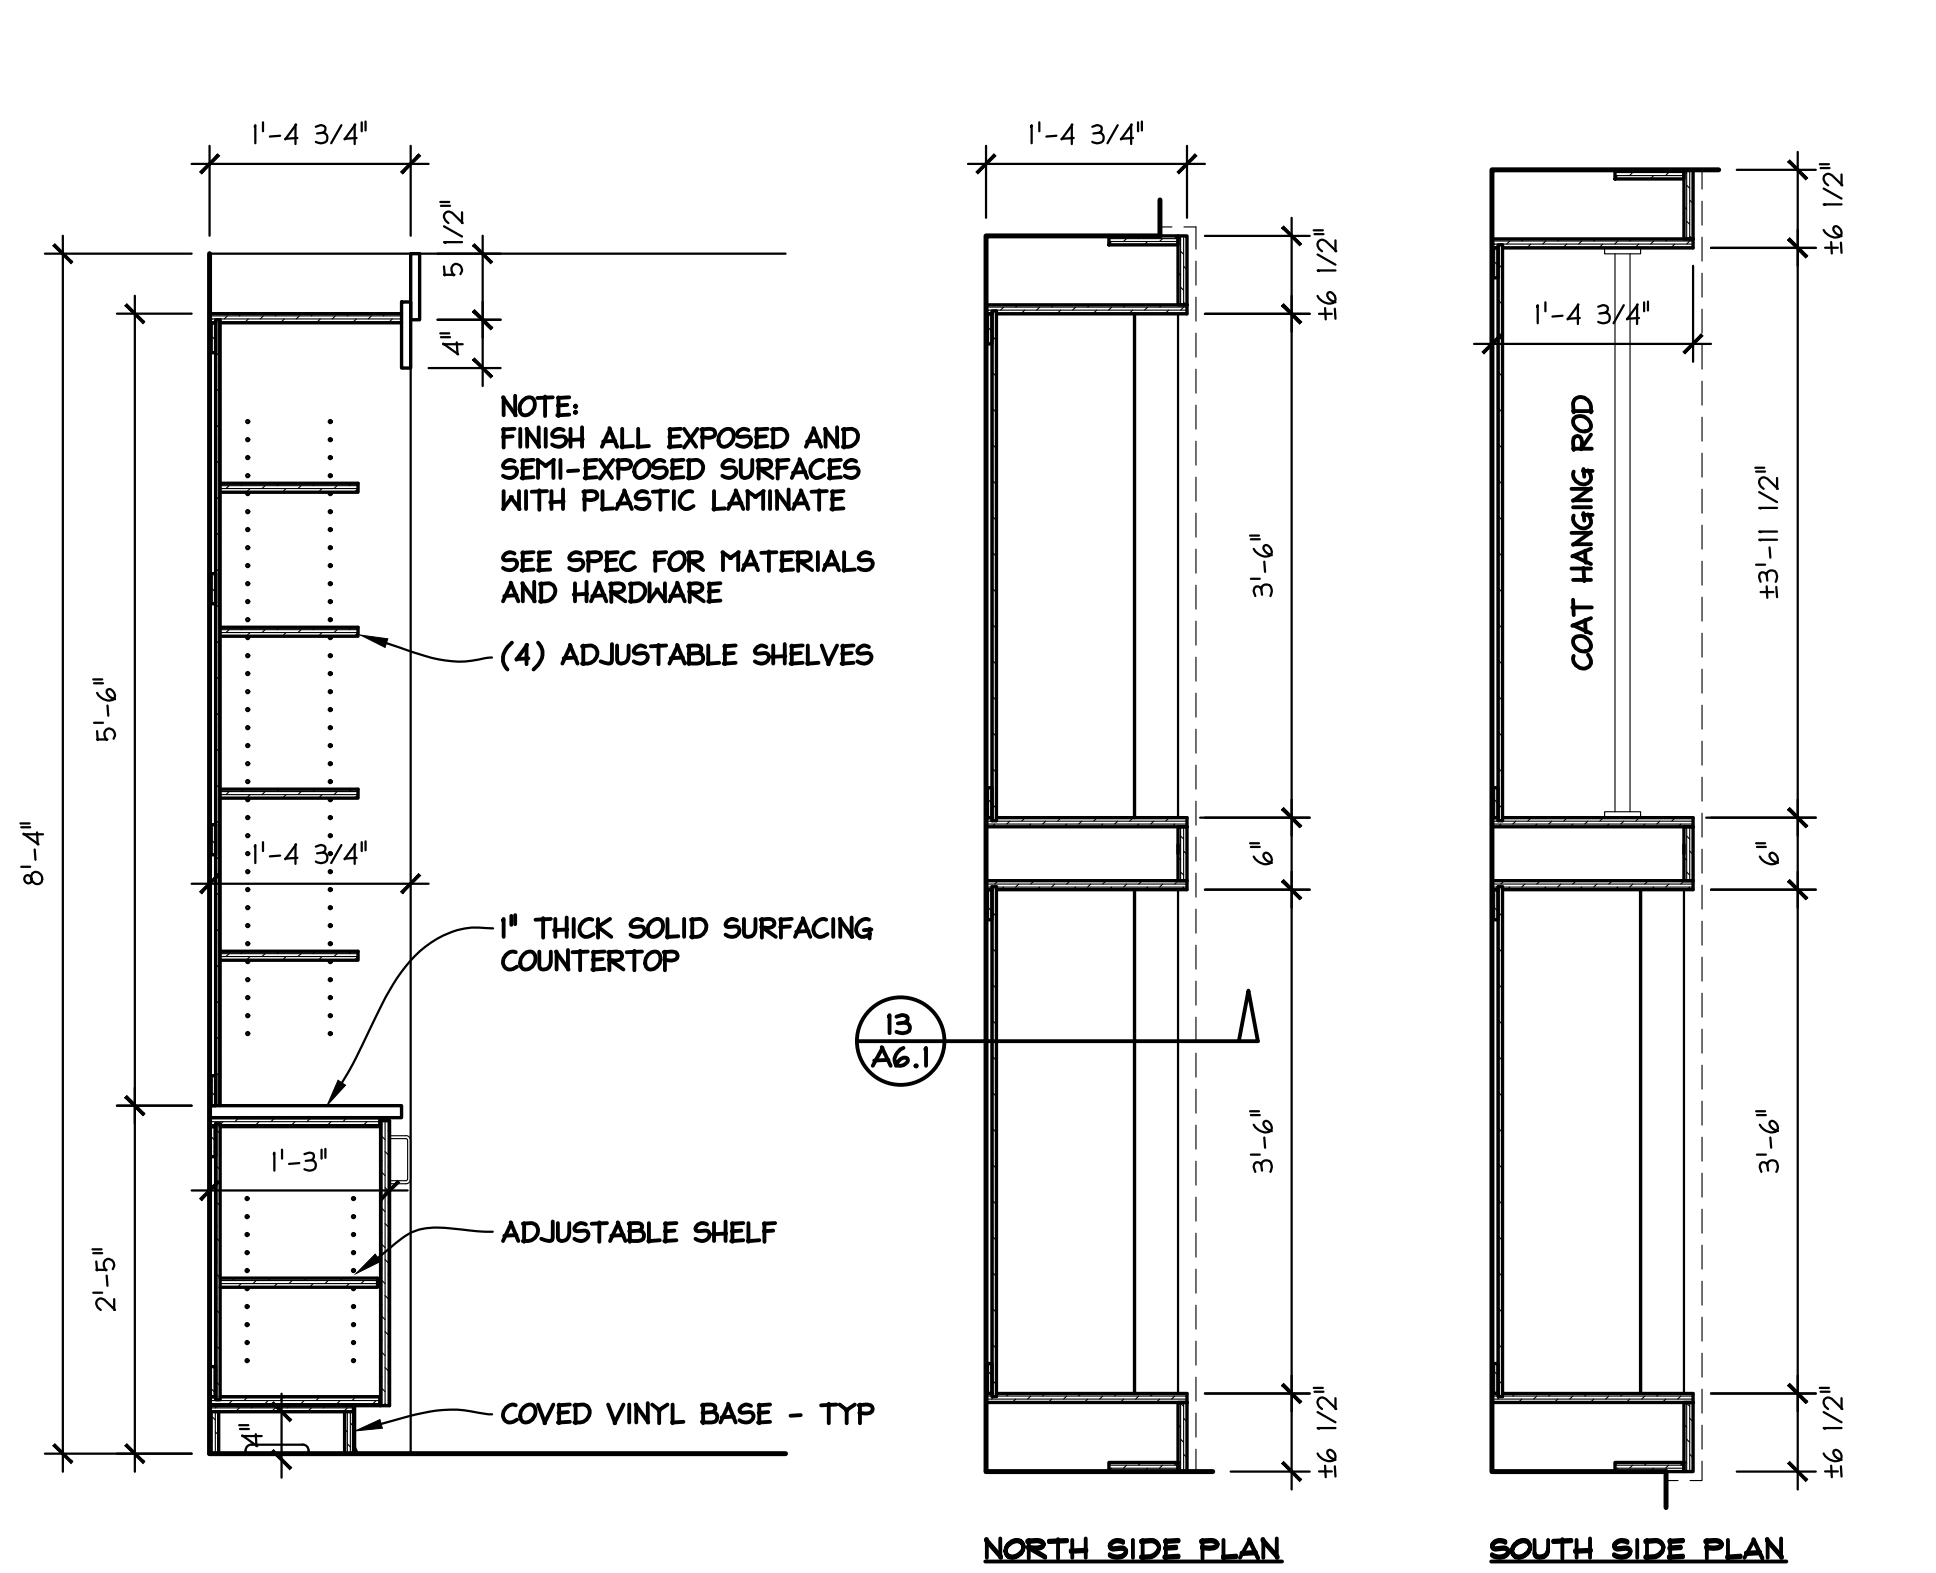 1'-4 3/4"
5 1/2"
4"
8'-4"
5'-6"
2'-5"
NOTE:
FINISH ALL EXPOSED AND
SEMI-EXPOSED SURFACES
WITH PLASTIC LAMINATE
SEE SPEC FOR MATERIALS
AND HARDWARE
(4) ADJUSTABLE SHELVES
1'-4 3/4"
1" THICK SOLID SURFACING
COUNTERTOP
1'-3"
ADJUSTABLE SHELF
COVED VINYL BASE - TYP
4"
1'-4 3/4"
±6 1/2"
3'-6"
6"
13
A6.1
3'-6"
±6 1/2"
NORTH SIDE PLAN
±6 1/2"
1'-4 3/4"
COAT HANGING ROD
±3'-11 1/2"
6"
3'-6"
±6 1/2"
SOUTH SIDE PLAN